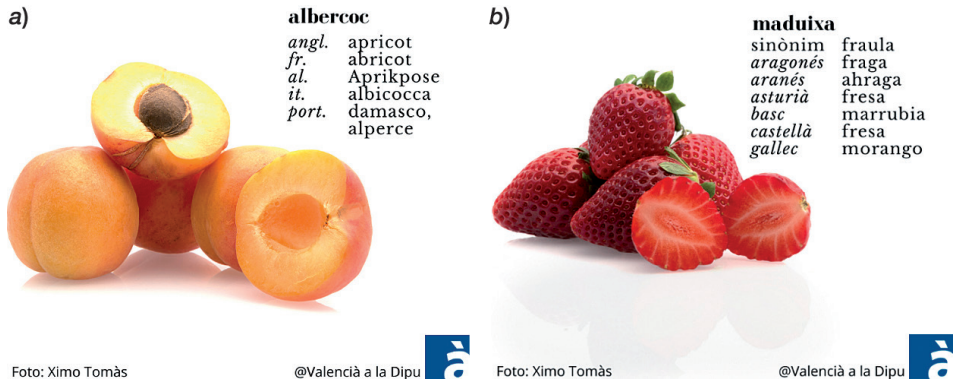 a)
albercoc
angl. apricot
fr. abricot
al. Aprikpose
it. albicocca
port. damasco,
alperce
Foto: Ximo Tomàs
@Valencià a la Dipu
à
b)
maduixa
sinònim fraula
aragonés fraga
aranés ahraga
asturià fresa
basc marrubia
castellà fresa
gallec morango
Foto: Ximo Tomàs
@Valencià a la Dipu
à